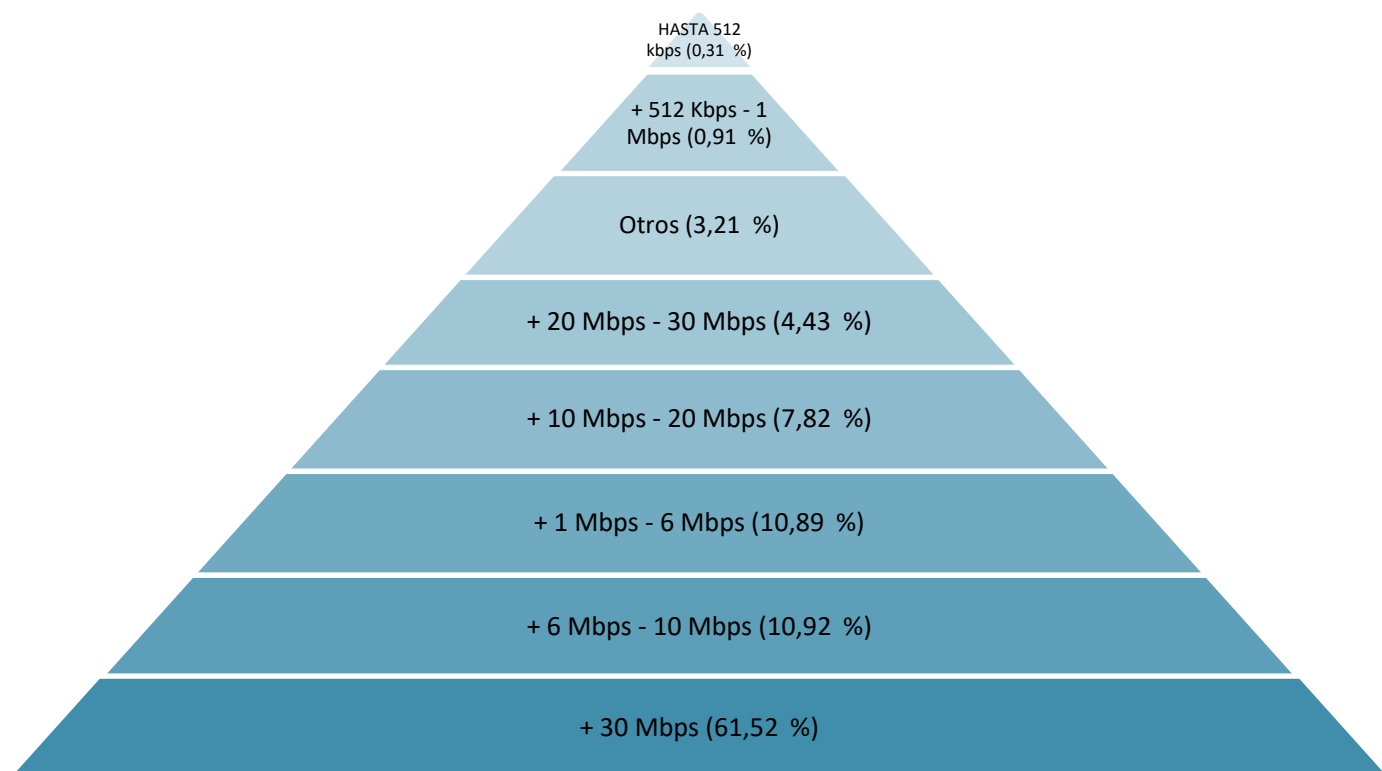 HASTA 512
kbps (0,31 %)
+ 512 Kbps - 1
Mbps (0,91 %)
Otros (3,21 %)
+ 20 Mbps - 30 Mbps (4,43 %)
+ 10 Mbps - 20 Mbps (7,82 %)
+ 1 Mbps - 6 Mbps (10,89 %)
+ 6 Mbps - 10 Mbps (10,92 %)
+ 30 Mbps (61,52 %)